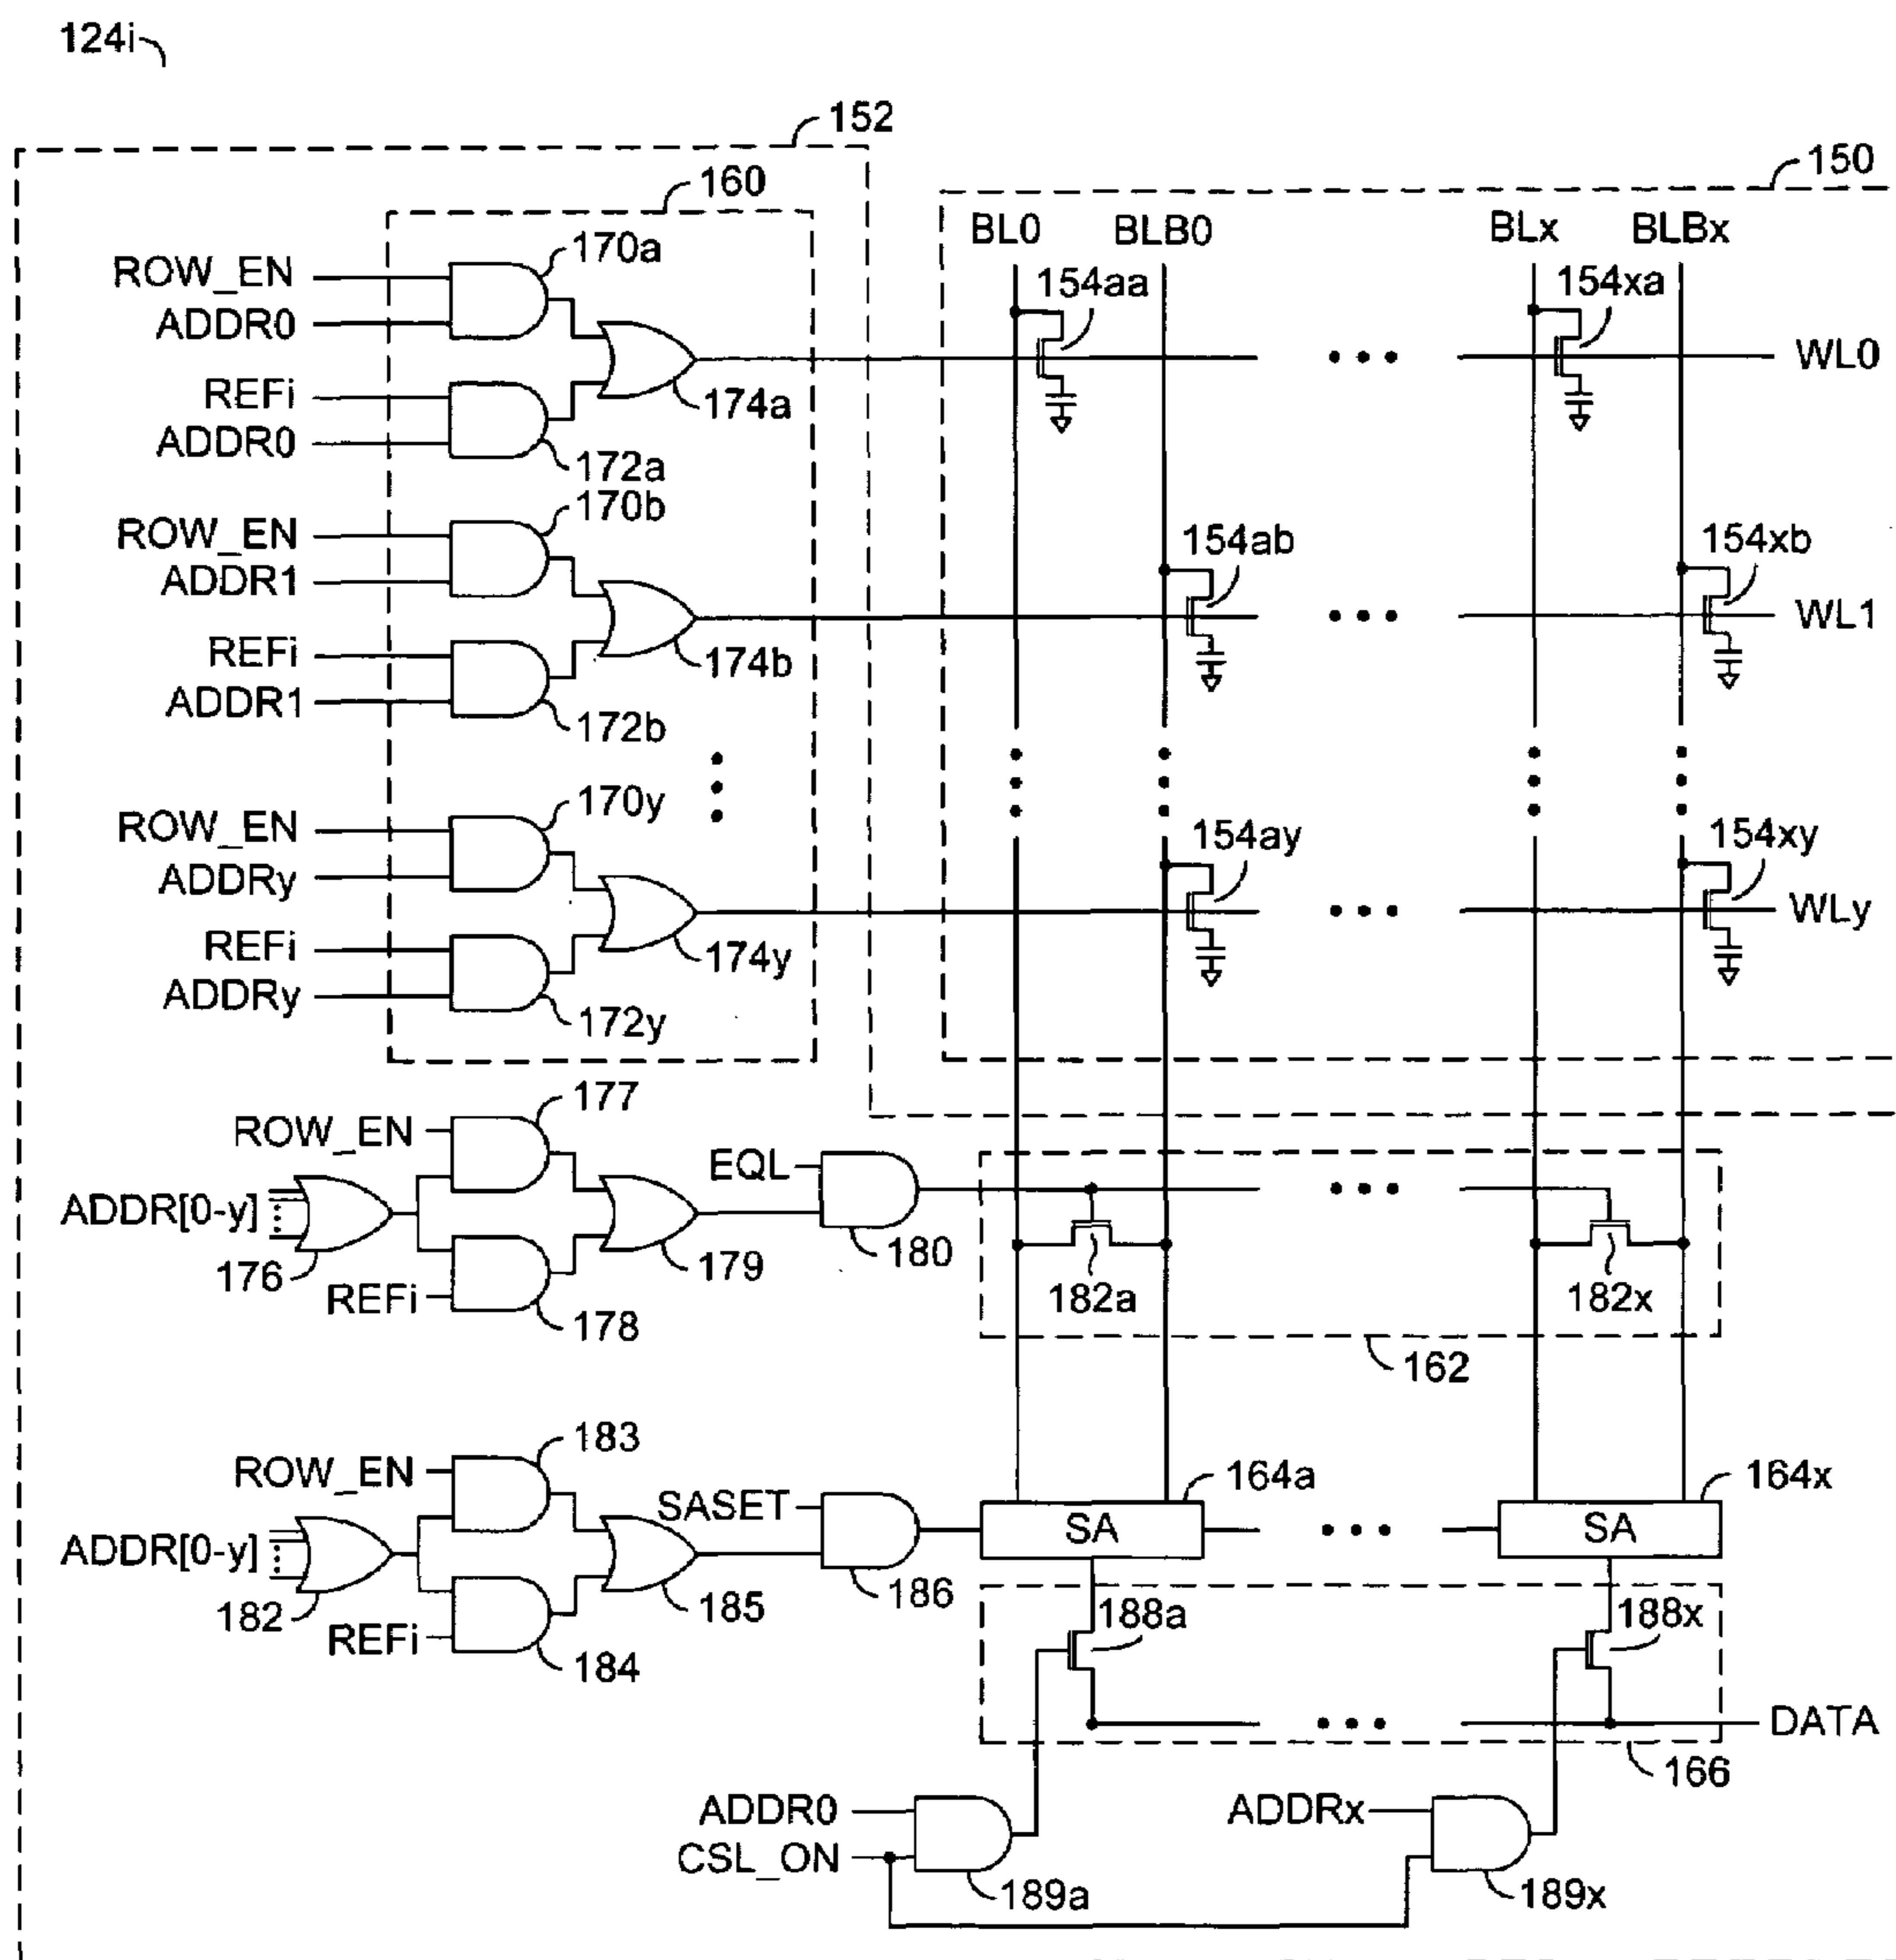 124i
152
160
150
BL0 BLB0 BLx BLBx
170a
ROW_EN
ADDR0
154aa
154xa
WL0
REFi
ADDR0
174a
172a
170b
ROW_EN
ADDR1
154ab
154xb
WL1
REFi
ADDR1
174b
172b
170y
ROW_EN
ADDRy
154ay
154xy
WLy
REFi
ADDRy
174y
172y
177
ROW_EN
EQL
ADDR[0-y]
176
REFi
178
179
180
182a
182x
162
183
ROW_EN
SASET
164a
164x
SA
SA
ADDR[0-y]
182
REFi
184
185
186
188a
188x
DATA
166
ADDR0
CSL_ON
189a
ADDRx
189x